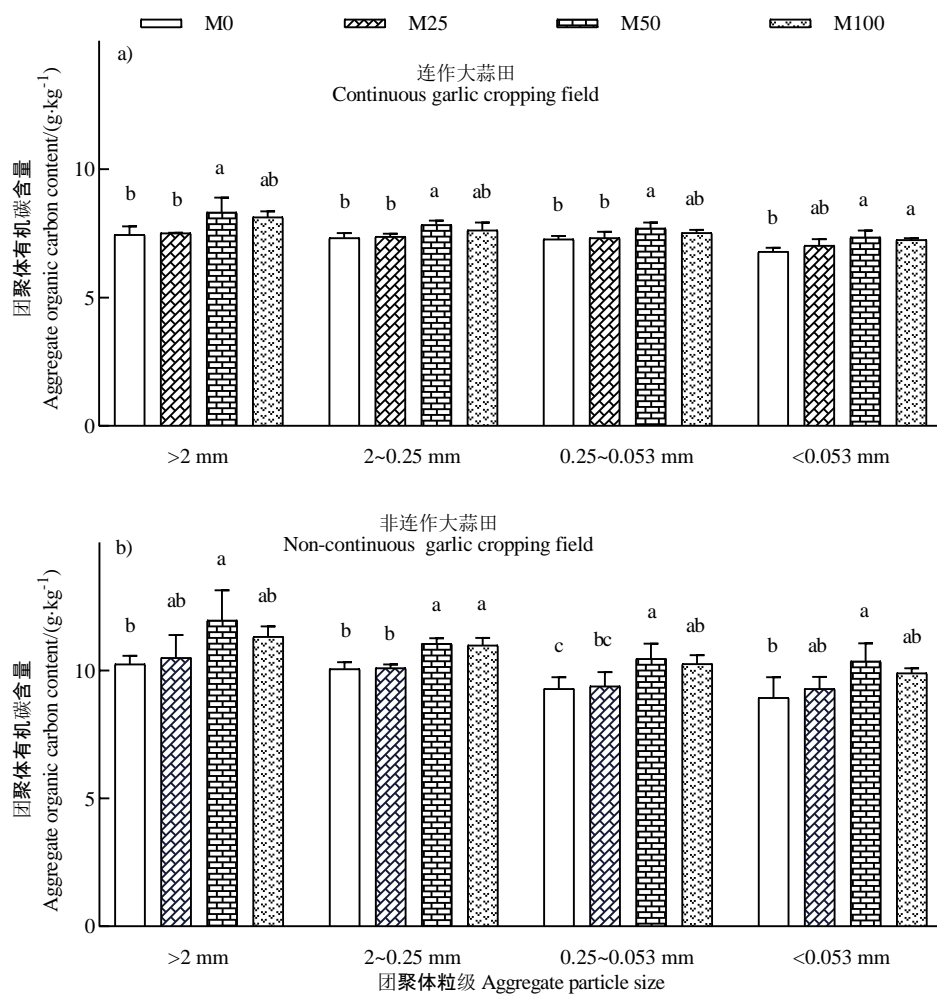 M0 M25 M50 M100
a)
连作大蒜田
Continuous garlic cropping field
团聚体有机碳含量
Aggregate organic carbon content/(g·kg⁻¹)
10
5
0
b b a ab b b a ab b b a ab b ab a a
>2 mm 2~0.25 mm 0.25~0.053 mm <0.053 mm
b)
非连作大蒜田
Non-continuous garlic cropping field
团聚体有机碳含量
Aggregate organic carbon content/(g·kg⁻¹)
10
5
0
b ab a ab b b a a c bc a ab b ab a ab
>2 mm 2~0.25 mm 0.25~0.053 mm <0.053 mm
团聚体粒级 Aggregate particle size